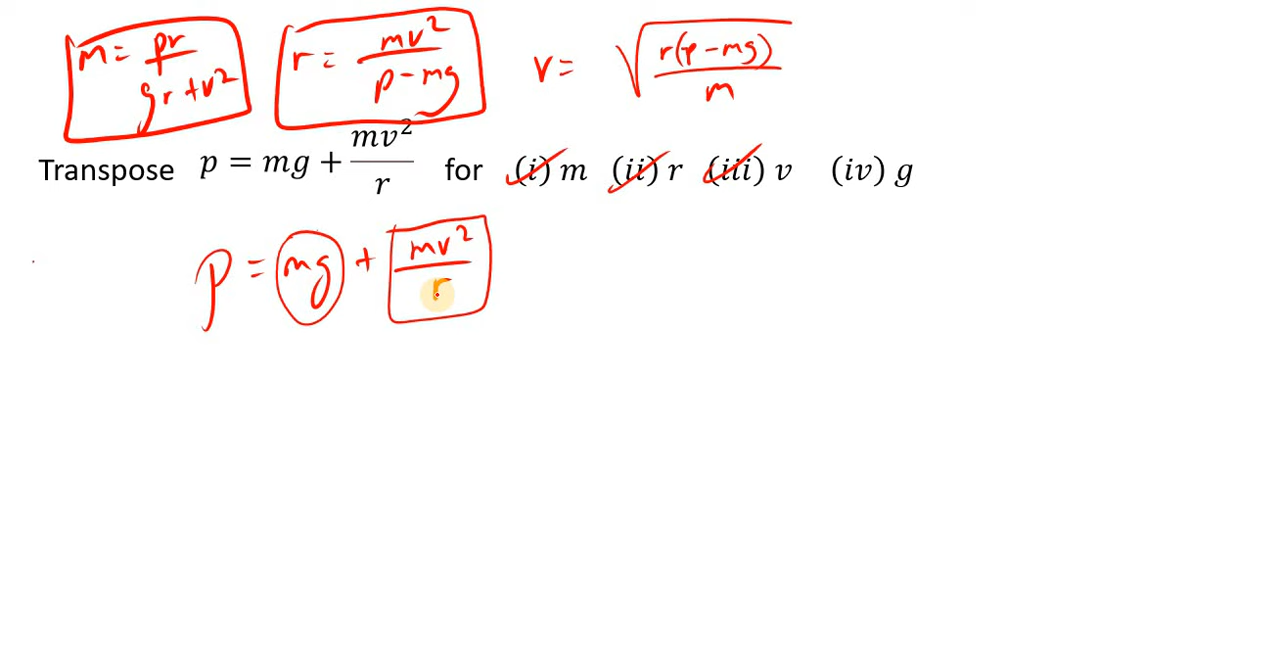 m = pr / gr + v² r = mv² / p - mg v = √ r(p - mg) / m
Transpose p = mg + mv² / r for (i) m (ii) r (iii) v (iv) g
p = mg + mv² / r